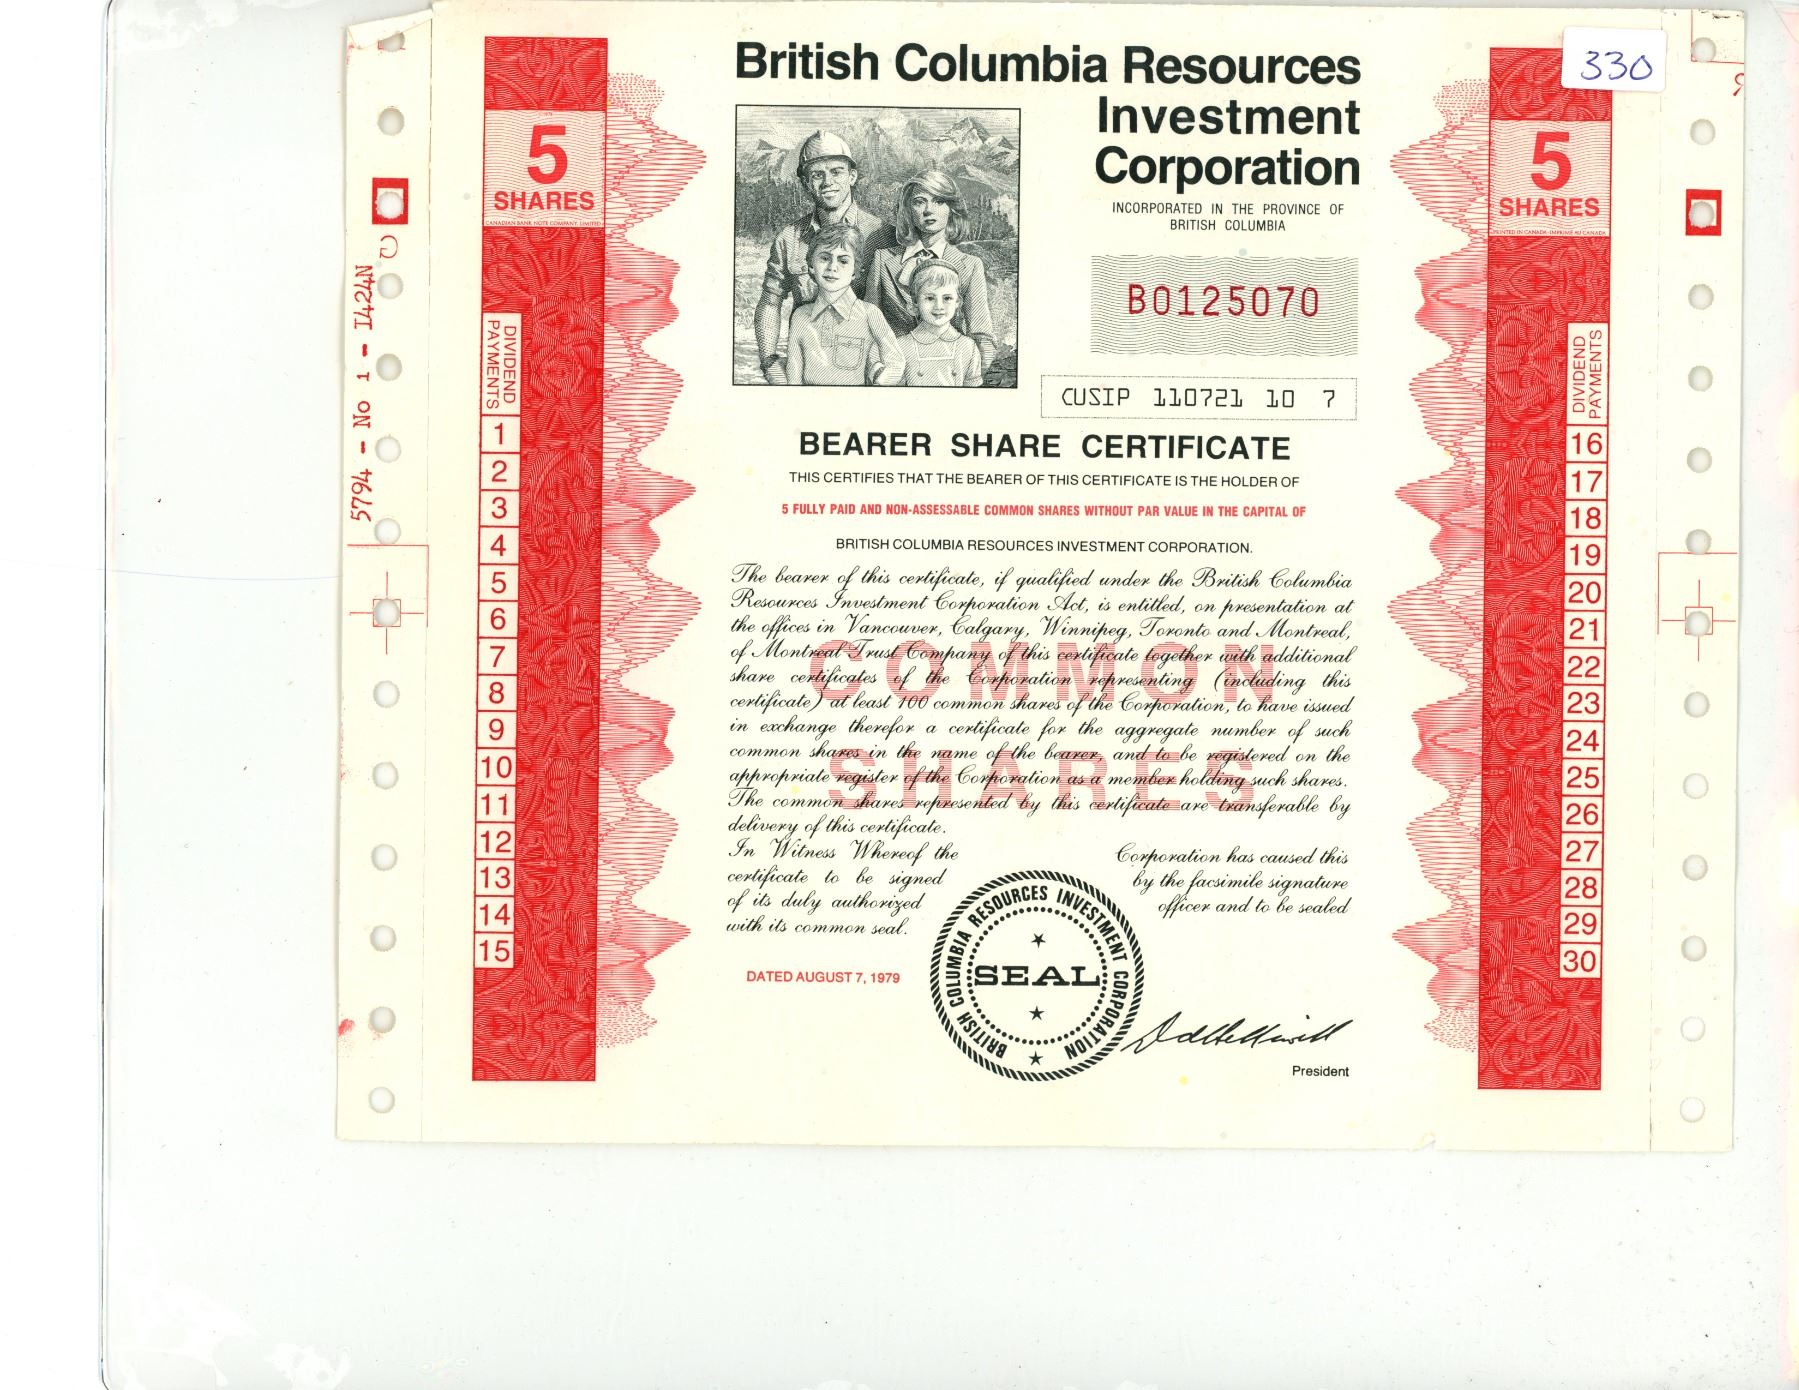 British Columbia Resources
Investment
Corporation
INCORPORATED IN THE PROVINCE OF
BRITISH COLUMBIA
330
5
SHARES
CANADIAN BANK NOTE COMPANY, LIMITED
5
SHARES
PRINTED IN CANADA-IMPRIMÉ AU CANADA
B0125070
CUSIP 110721 10 7
5794 - No 1 - I424N
DIVIDEND
PAYMENTS
1
2
3
4
5
6
7
8
9
10
11
12
13
14
15
BEARER SHARE CERTIFICATE
THIS CERTIFIES THAT THE BEARER OF THIS CERTIFICATE IS THE HOLDER OF
5 FULLY PAID AND NON-ASSESSABLE COMMON SHARES WITHOUT PAR VALUE IN THE CAPITAL OF
BRITISH COLUMBIA RESOURCES INVESTMENT CORPORATION.
The bearer of this certificate, if qualified under the British Columbia
Resources Investment Corporation Act, is entitled, on presentation at
the offices in Vancouver, Calgary, Winnipeg, Toronto and Montreal,
of Montreal Trust Company of this certificate together with additional
share certificates of the Corporation representing (including this
certificate) at least 100 common shares of the Corporation, to have issued
in exchange therefor a certificate for the aggregate number of such
common shares in the name of the bearer, and to be registered on the
appropriate register of the Corporation as a member holding such shares.
The common shares represented by this certificate are transferable by
delivery of this certificate.
In Witness Whereof the Corporation has caused this
certificate to be signed by the facsimile signature
of its duly authorized officer and to be sealed
with its common seal.
COMMON
SHARES
DATED AUGUST 7, 1979
BRITISH COLUMBIA RESOURCES INVESTMENT CORPORATION
SEAL
President
DIVIDEND
PAYMENTS
16
17
18
19
20
21
22
23
24
25
26
27
28
29
30